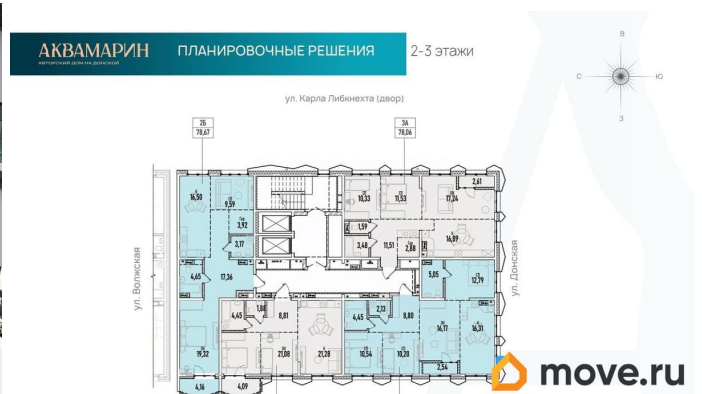 АКВАМАРИН
АВТОРСКИЙ ДОМ НА ДОНСКОЙ
ПЛАНИРОВОЧНЫЕ РЕШЕНИЯ
2-3 этажи
В
С
Ю
З
ул. Карла Либкнехта (двор)
2Б
78,67
3А
78,06
ул. Волжская
ул. Донская
16,50
9,59
3,92
3,17
4,65
17,36
19,32
4,16
10,33
11,53
17,24
2,61
1,59
3,48
11,51
2,88
16,89
5,05
12,79
4,45
1,88
8,81
21,08
21,28
4,09
4,45
2,13
8,80
10,54
10,20
16,17
16,31
2,54
move.ru